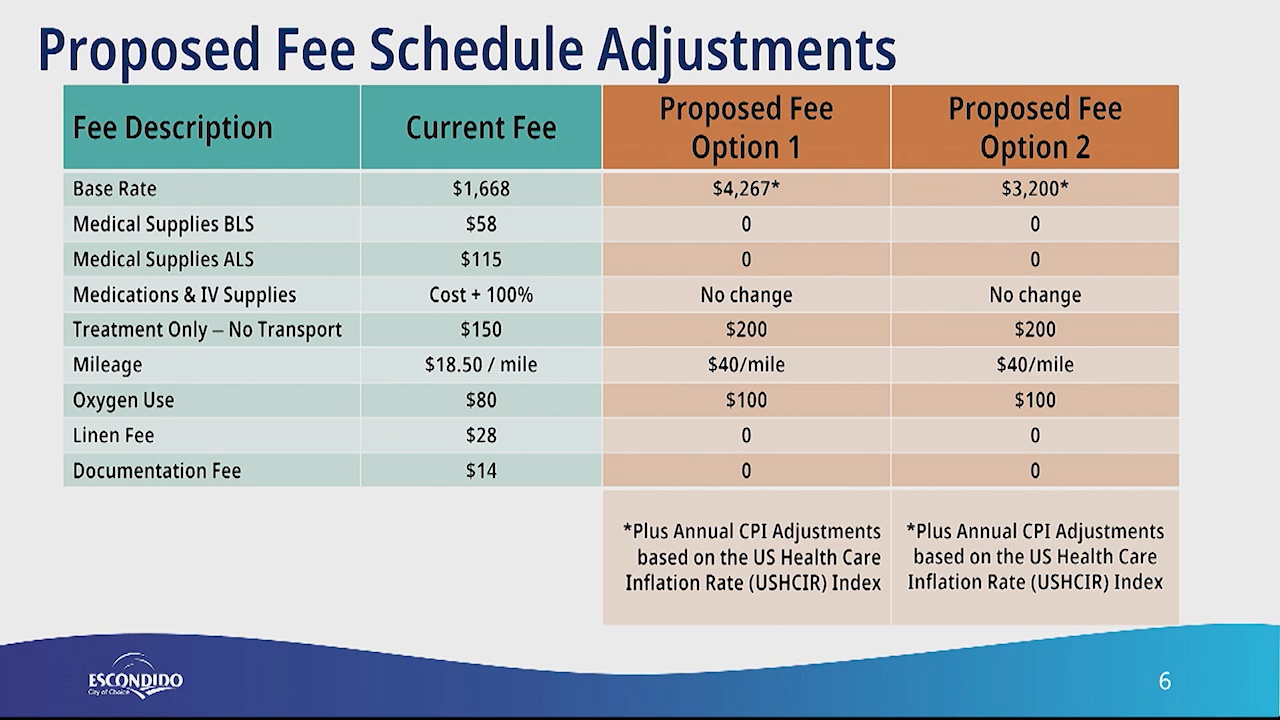 Proposed Fee Schedule Adjustments
Fee Description Current Fee Proposed Fee Option 1 Proposed Fee Option 2
Base Rate $1,668 $4,267* $3,200*
Medical Supplies BLS $58 0 0
Medical Supplies ALS $115 0 0
Medications & IV Supplies Cost + 100% No change No change
Treatment Only – No Transport $150 $200 $200
Mileage $18.50 / mile $40/mile $40/mile
Oxygen Use $80 $100 $100
Linen Fee $28 0 0
Documentation Fee $14 0 0
*Plus Annual CPI Adjustments
based on the US Health Care
Inflation Rate (USHCIR) Index
*Plus Annual CPI Adjustments
based on the US Health Care
Inflation Rate (USHCIR) Index
ESCONDIDO
City of Choice
6